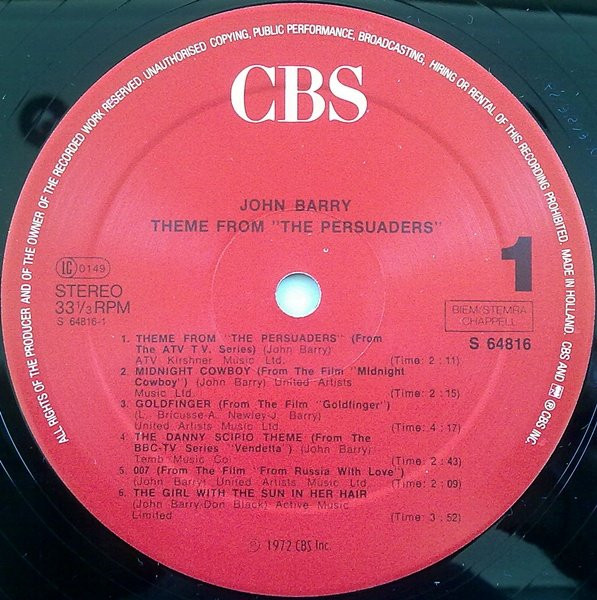 ALL RIGHTS OF THE PRODUCER AND OF THE OWNER OF THE RECORDED WORK RESERVED. UNAUTHORISED COPYING, PUBLIC PERFORMANCE, BROADCASTING, HIRING OR RENTAL OF THIS RECORDING PROHIBITED. MADE IN HOLLAND. CBS AND ® CBS INC.
CBS
JOHN BARRY
THEME FROM "THE PERSUADERS"
1
LC 0149
STEREO
33 1/3 RPM
S 64816-1
BIEM/STEMRA
CHAPPELL
S 64816
1. THEME FROM "THE PERSUADERS" (From
The ATV T.V. Series) (John Barry)
ATV Kirshner Music Ltd. (Time: 2 : 11)
2. MIDNIGHT COWBOY (From The Film "Midnight
Cowboy") (John Barry) United Artists
Music Ltd. (Time: 2 : 15)
3. GOLDFINGER (From The Film "Goldfinger")
(L. Bricusse-A. Newley-J. Barry)
United Artists Music Ltd. (Time: 4 : 17)
4. THE DANNY SCIPIO THEME (From The
BBC-TV Series "Vendetta") (John Barry)
Temb Music Co. (Time: 2 : 43)
5. 007 (From The Film "From Russia With Love")
(John Barry) United Artists Music Ltd. (Time: 2 : 09)
6. THE GIRL WITH THE SUN IN HER HAIR
(John Barry/Don Black) Active Music
Limited (Time: 3 : 52)
℗ 1972 CBS Inc.